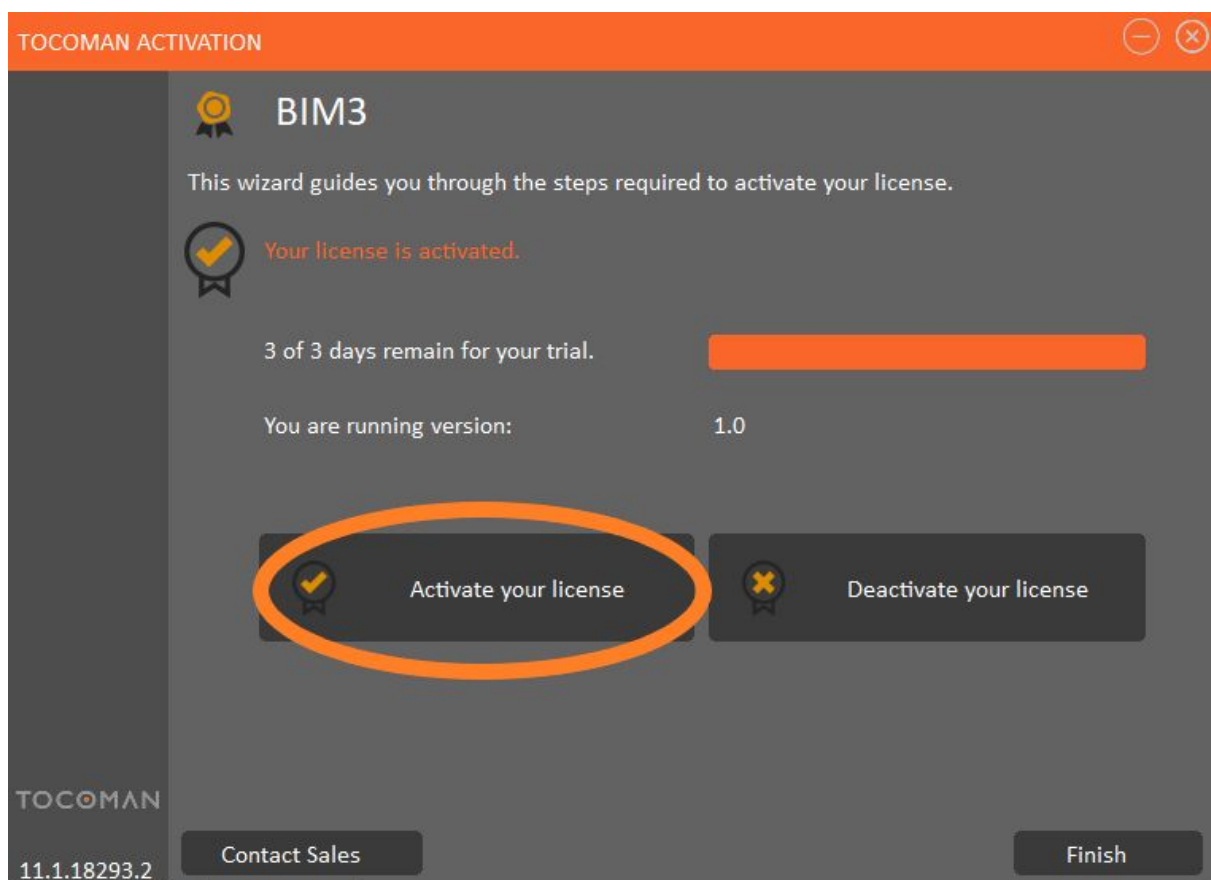 TOCOMAN ACTIVATION
BIM3
This wizard guides you through the steps required to activate your license.
Your license is activated.
3 of 3 days remain for your trial.
You are running version: 1.0
Activate your license
Deactivate your license
TOCOMAN
11.1.18293.2
Contact Sales
Finish